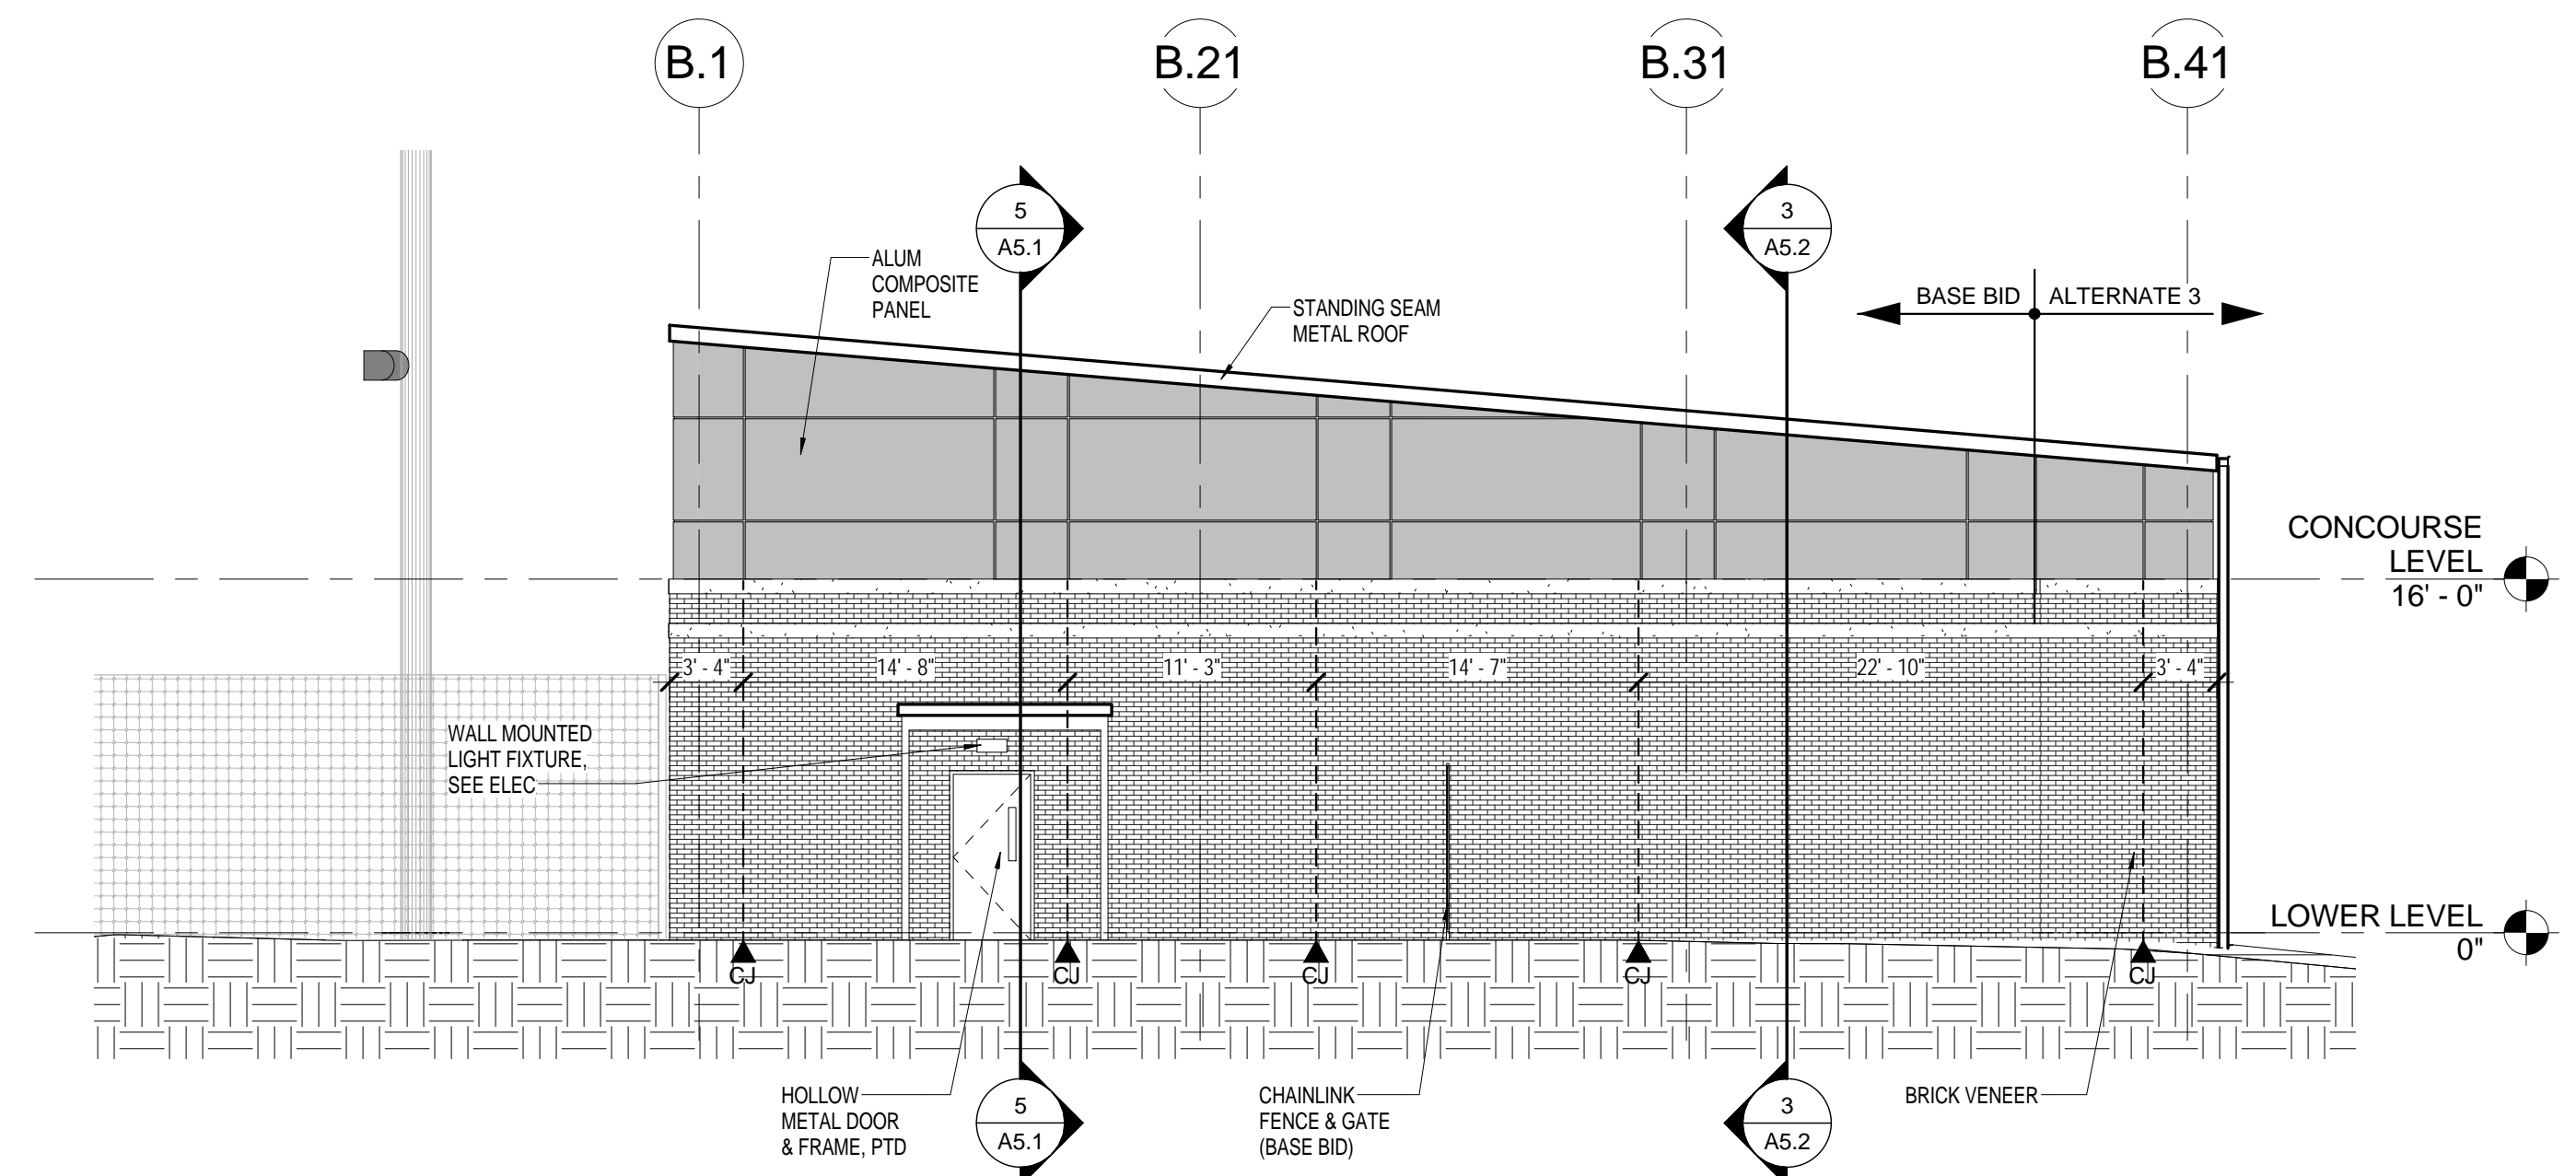 B.1
B.21
B.31
B.41
5
A5.1
3
A5.2
ALUM
COMPOSITE
PANEL
STANDING SEAM
METAL ROOF
BASE BID
ALTERNATE 3
CONCOURSE
LEVEL
16' - 0"
3' - 4"
14' - 8"
11' - 3"
14' - 7"
22' - 10"
3' - 4"
WALL MOUNTED
LIGHT FIXTURE,
SEE ELEC
LOWER LEVEL
0"
CJ
CJ
CJ
CJ
CJ
HOLLOW
METAL DOOR
& FRAME, PTD
5
A5.1
CHAINLINK
FENCE & GATE
(BASE BID)
3
A5.2
BRICK VENEER